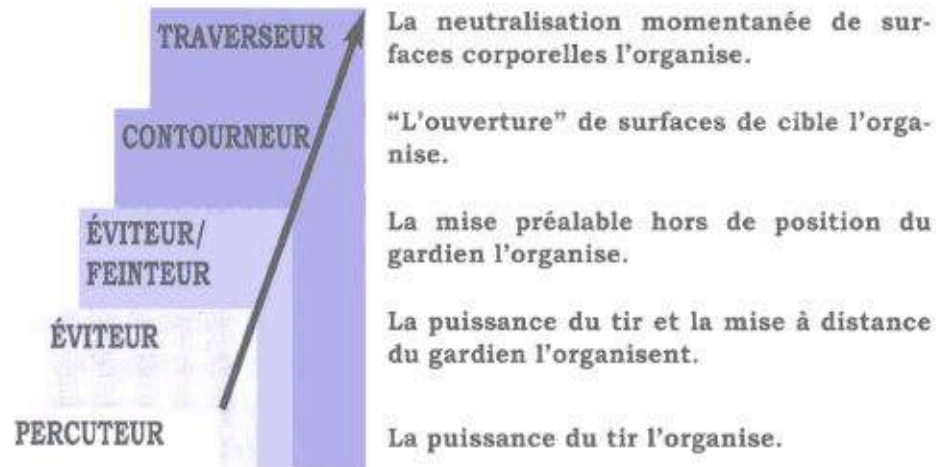 TRAVERSEUR
La neutralisation momentanée de sur-
faces corporelles l'organise.
CONTOURNEUR
"L'ouverture" de surfaces de cible l'orga-
nise.
ÉVITEUR/
FEINTEUR
La mise préalable hors de position du
gardien l'organise.
ÉVITEUR
La puissance du tir et la mise à distance
du gardien l'organisent.
PERCUTEUR
La puissance du tir l'organise.